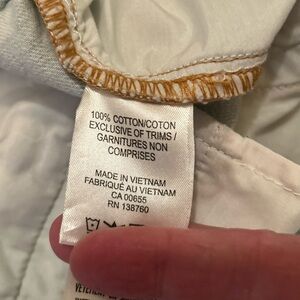 100% COTTON/COTON
EXCLUSIVE OF TRIMS/
GARNITURES NON
COMPRISES
MADE IN VIETNAM
FABRIQUÉ AU VIETNAM
CA 00655
RN 138760